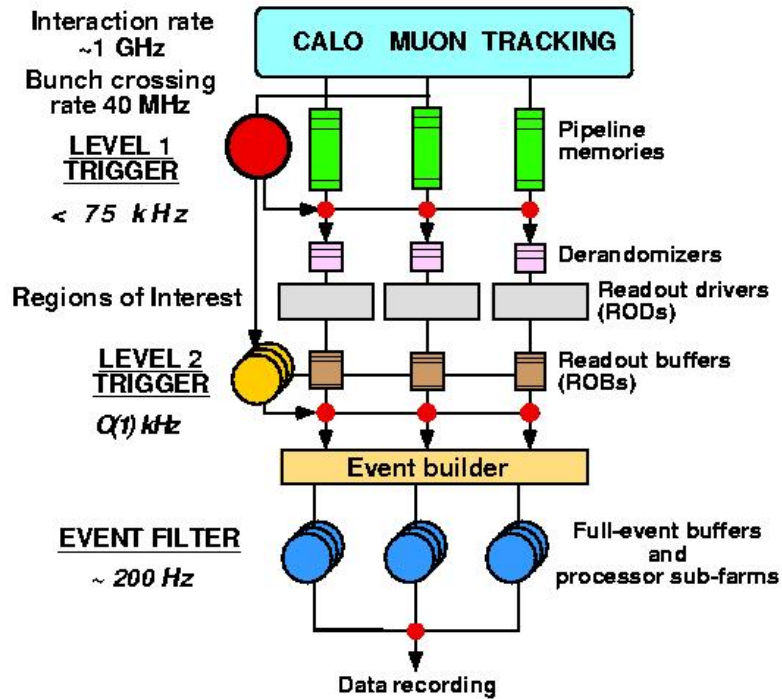 Interaction rate
~1 GHz
CALO MUON TRACKING
Bunch crossing
rate 40 MHz
LEVEL 1
TRIGGER
< 75 kHz
Pipeline
memories
Derandomizers
Regions of Interest
Readout drivers
(RODs)
LEVEL 2
TRIGGER
O(1) kHz
Readout buffers
(ROBs)
Event builder
EVENT FILTER
~ 200 Hz
Full-event buffers
and
processor sub-farms
Data recording